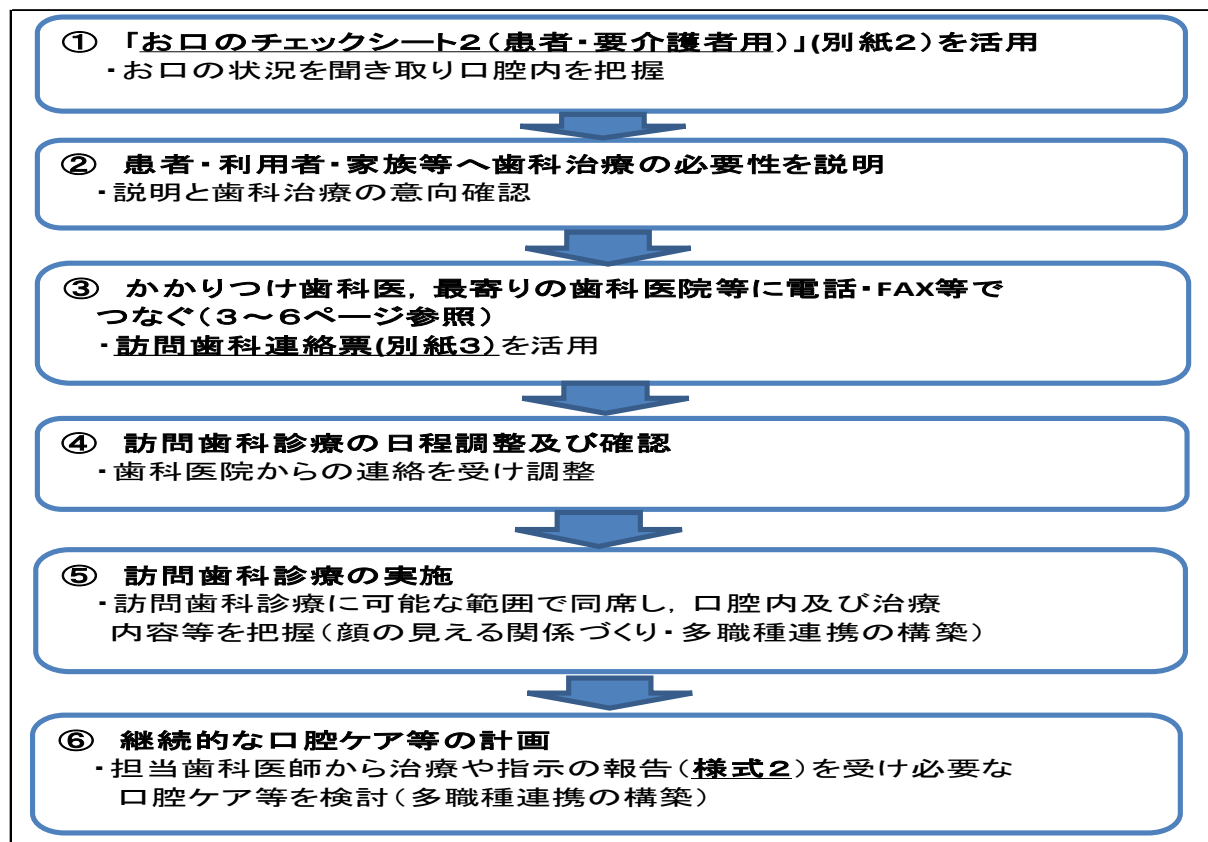 ① 「お口のチェックシート2(患者・要介護者用)」(別紙2)を活用
・お口の状況を聞き取り口腔内を把握
② 患者・利用者・家族等へ歯科治療の必要性を説明
・説明と歯科治療の意向確認
③ かかりつけ歯科医,最寄りの歯科医院等に電話・FAX等で
つなぐ(3~6ページ参照)
・訪問歯科連絡票(別紙3)を活用
④ 訪問歯科診療の日程調整及び確認
・歯科医院からの連絡を受け調整
⑤ 訪問歯科診療の実施
・訪問歯科診療に可能な範囲で同席し,口腔内及び治療
内容等を把握(顔の見える関係づくり・多職種連携の構築)
⑥ 継続的な口腔ケア等の計画
・担当歯科医師から治療や指示の報告(様式2)を受け必要な
口腔ケア等を検討(多職種連携の構築)